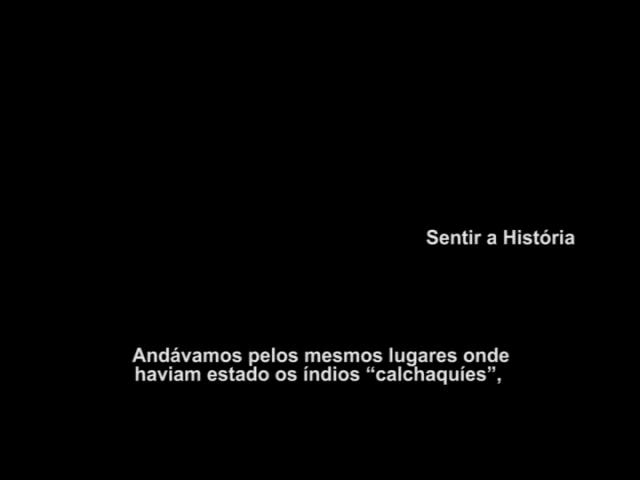 Sentir a História
Andávamos pelos mesmos lugares onde
haviam estado os índios “calchaquíes”,